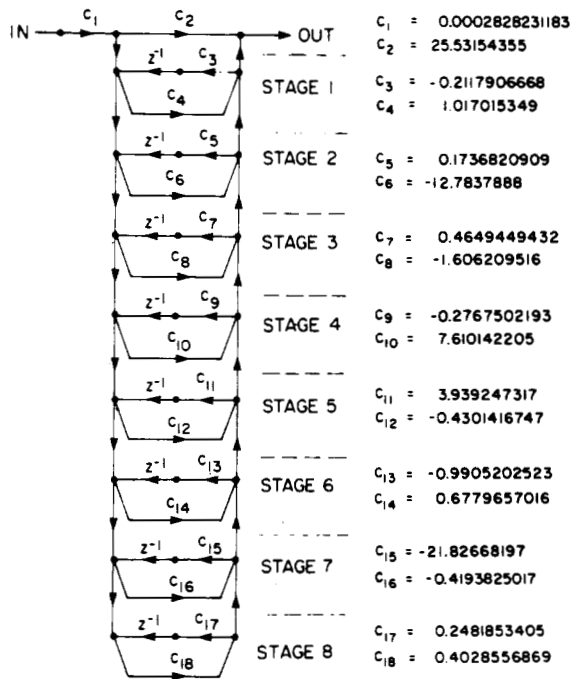 C1
C2
IN
OUT
C1 = 0.0002828231183
C2 = 25.53154355
z-1
C3
C4
STAGE 1
C3 = -0.2117906668
C4 = 1.017015349
z-1
C5
C6
STAGE 2
C5 = 0.1736820909
C6 = -12.7837888
z-1
C7
C8
STAGE 3
C7 = 0.4649449432
C8 = -1.606209516
z-1
C9
C10
STAGE 4
C9 = -0.2767502193
C10 = 7.610142205
z-1
C11
C12
STAGE 5
C11 = 3.939247317
C12 = -0.4301416747
z-1
C13
C14
STAGE 6
C13 = -0.9905202523
C14 = 0.6779657016
z-1
C15
C16
STAGE 7
C15 = -21.82668197
C16 = -0.4193825017
z-1
C17
C18
STAGE 8
C17 = 0.2481853405
C18 = 0.4028556869